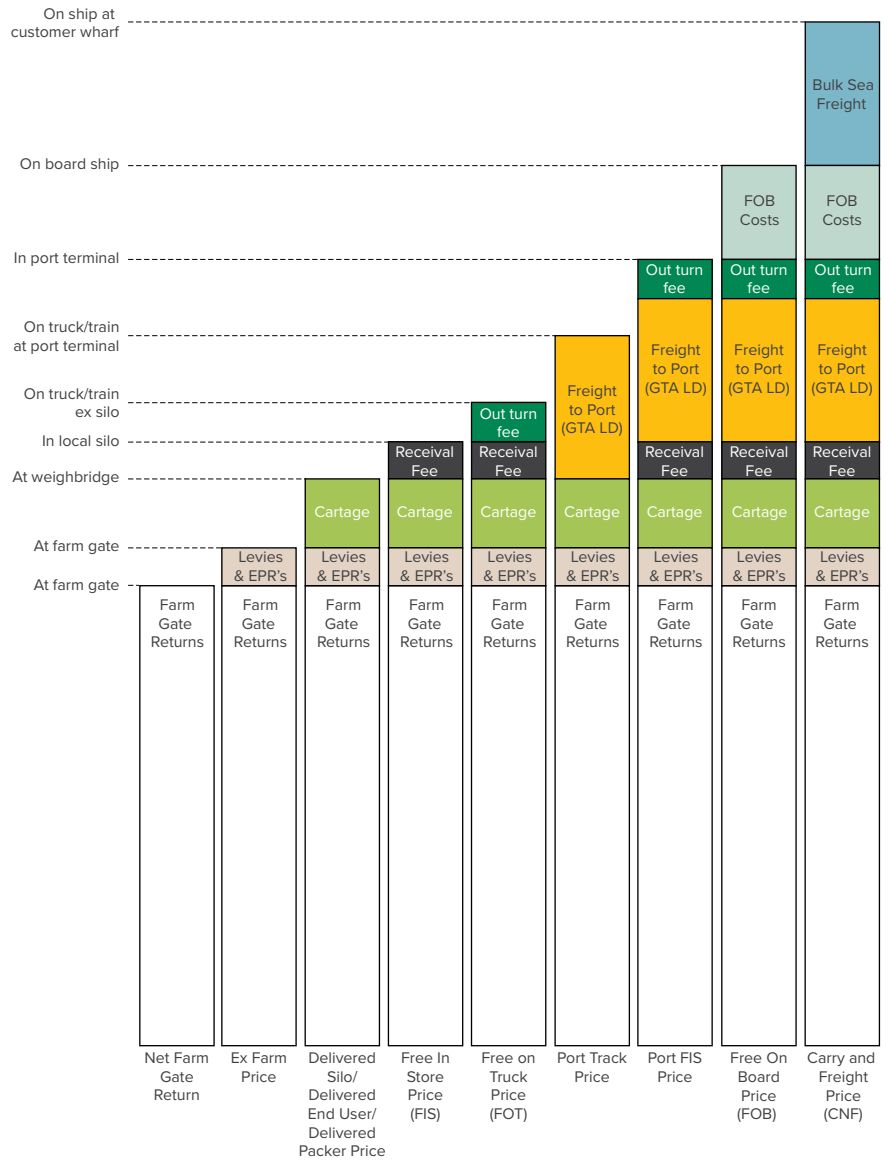 On ship at
customer wharf
On board ship
In port terminal
On truck/train
at port terminal
On truck/train
ex silo
In local silo
At weighbridge
At farm gate
At farm gate
Farm
Gate
Returns
Net Farm
Gate
Return
Levies
& EPR's
Farm
Gate
Returns
Ex Farm
Price
Cartage
Levies
& EPR's
Farm
Gate
Returns
Delivered
Silo/
Delivered
End User/
Delivered
Packer Price
Receival
Fee
Cartage
Levies
& EPR's
Farm
Gate
Returns
Free In
Store
Price
(FIS)
Out turn
fee
Receival
Fee
Cartage
Levies
& EPR's
Farm
Gate
Returns
Free on
Truck
Price
(FOT)
Freight
to Port
(GTA LD)
Cartage
Levies
& EPR's
Farm
Gate
Returns
Port Track
Price
Out turn
fee
Freight
to Port
(GTA LD)
Receival
Fee
Cartage
Levies
& EPR's
Farm
Gate
Returns
Port FIS
Price
FOB
Costs
Out turn
fee
Freight
to Port
(GTA LD)
Receival
Fee
Cartage
Levies
& EPR's
Farm
Gate
Returns
Free On
Board
Price
(FOB)
Bulk Sea
Freight
FOB
Costs
Out turn
fee
Freight
to Port
(GTA LD)
Receival
Fee
Cartage
Levies
& EPR's
Farm
Gate
Returns
Carry and
Freight
Price
(CNF)